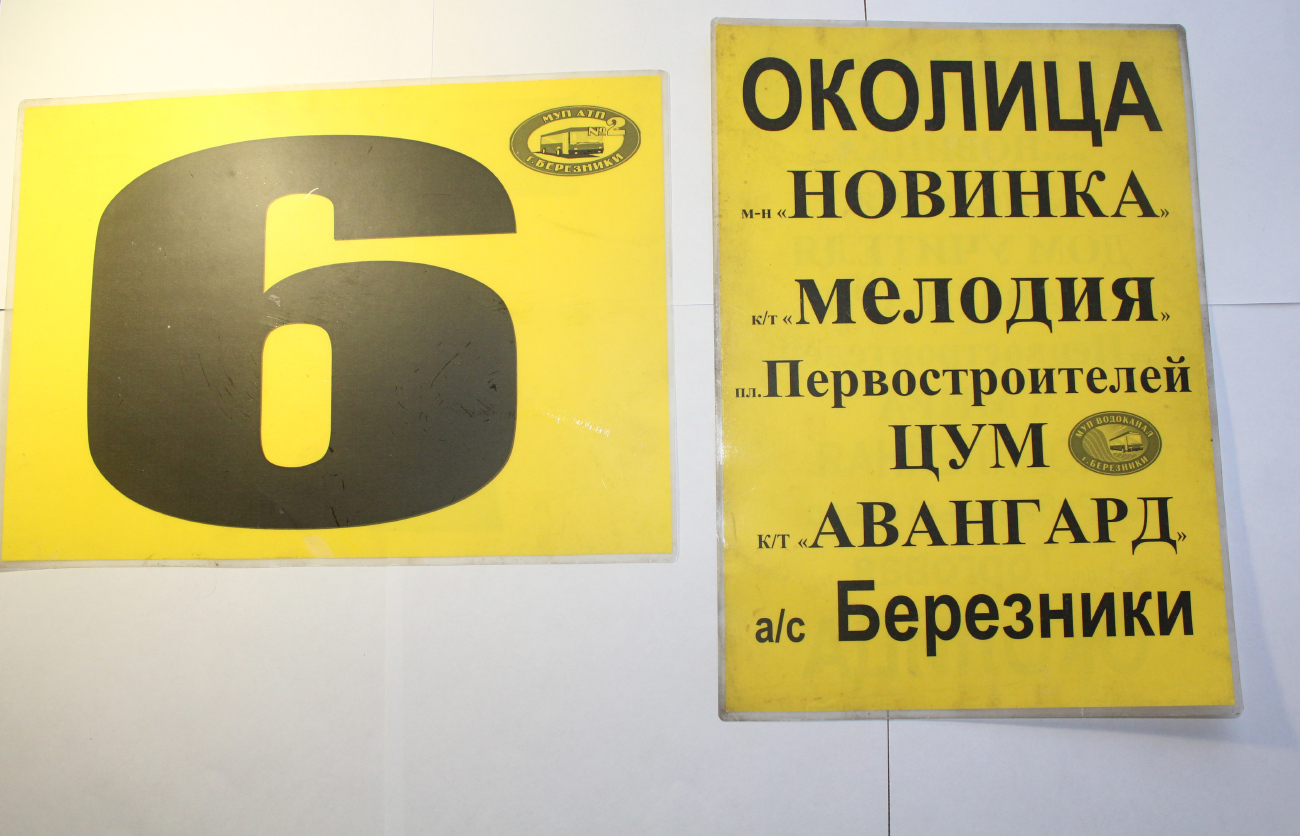 6
МУП АТП
№2
г. БЕРЕЗНИКИ
ОКОЛИЦА
м-н «НОВИНКА»
к/т «мелодия»
пл.Первостроителей
ЦУМ
МУП ВОДОКАНАЛ
г. БЕРЕЗНИКИ
к/т «АВАНГАРД»
а/с Березники